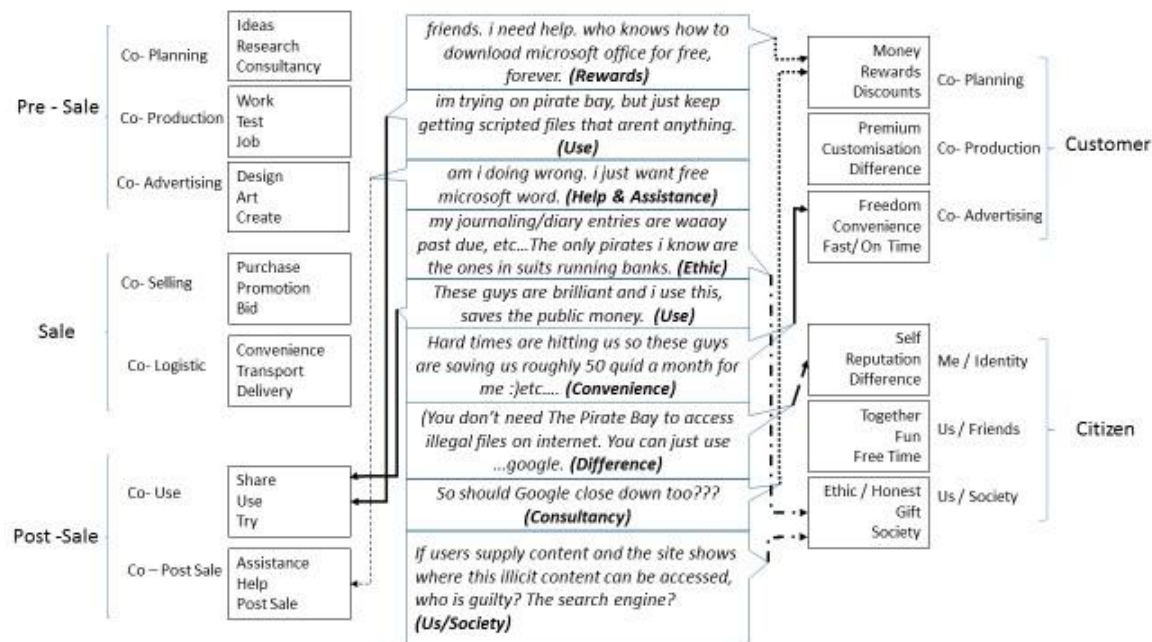 Pre - Sale
Co- Planning
Ideas
Research
Consultancy
Co- Production
Work
Test
Job
Co- Advertising
Design
Art
Create
Sale
Co- Selling
Purchase
Promotion
Bid
Co- Logistic
Convenience
Transport
Delivery
Post -Sale
Co- Use
Share
Use
Try
Co – Post Sale
Assistance
Help
Post Sale
friends. i need help. who knows how to
download microsoft office for free,
forever. (Rewards)
im trying on pirate bay, but just keep
getting scripted files that arent anything.
(Use)
am i doing wrong. i just want free
microsoft word. (Help & Assistance)
my journaling/diary entries are waaay
past due, etc...The only pirates i know are
the ones in suits running banks. (Ethic)
These guys are brilliant and i use this,
saves the public money. (Use)
Hard times are hitting us so these guys
are saving us roughly 50 quid a month for
me :)etc.... (Convenience)
(You don't need The Pirate Bay to access
illegal files on internet. You can just use
...google. (Difference)
So should Google close down too???
(Consultancy)
If users supply content and the site shows
where this illicit content can be accessed,
who is guilty? The search engine?
(Us/Society)
Money
Rewards
Discounts
Co- Planning
Premium
Customisation
Difference
Co- Production
Customer
Freedom
Convenience
Fast/ On Time
Co- Advertising
Self
Reputation
Difference
Me / Identity
Together
Fun
Free Time
Us / Friends
Citizen
Ethic / Honest
Gift
Society
Us / Society